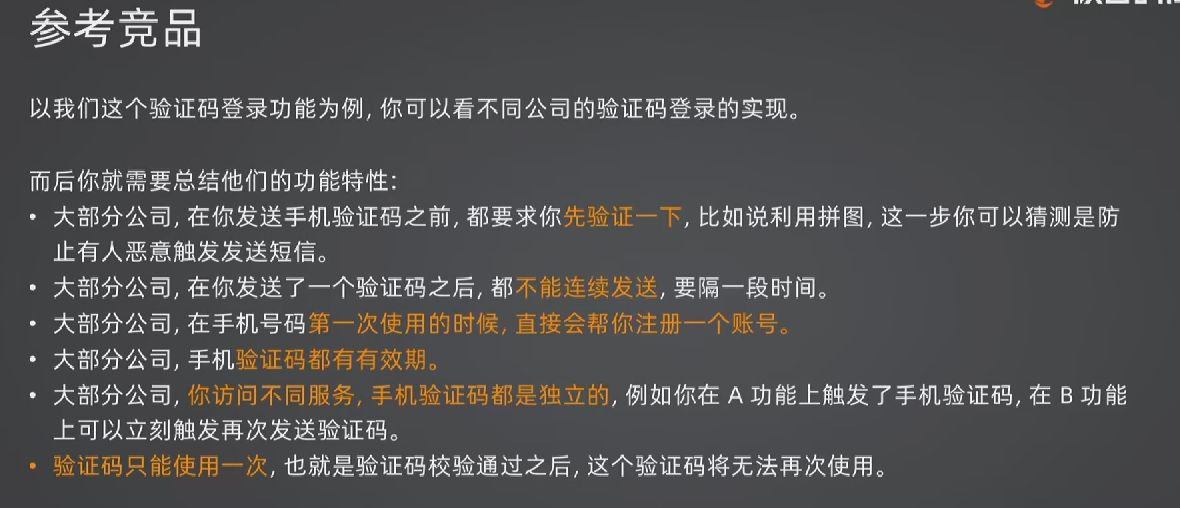 参考竞品
以我们这个验证码登录功能为例, 你可以看不同公司的验证码登录的实现。
而后你就需要总结他们的功能特性:
• 大部分公司, 在你发送手机验证码之前, 都要求你先验证一下, 比如说利用拼图, 这一步你可以猜测是防
止有人恶意触发发送短信。
• 大部分公司, 在你发送了一个验证码之后, 都不能连续发送, 要隔一段时间。
• 大部分公司, 在手机号码第一次使用的时候, 直接会帮你注册一个账号。
• 大部分公司, 手机验证码都有有效期。
• 大部分公司, 你访问不同服务, 手机验证码都是独立的, 例如你在 A 功能上触发了手机验证码, 在 B 功能
上可以立刻触发再次发送验证码。
• 验证码只能使用一次, 也就是验证码校验通过之后, 这个验证码将无法再次使用。